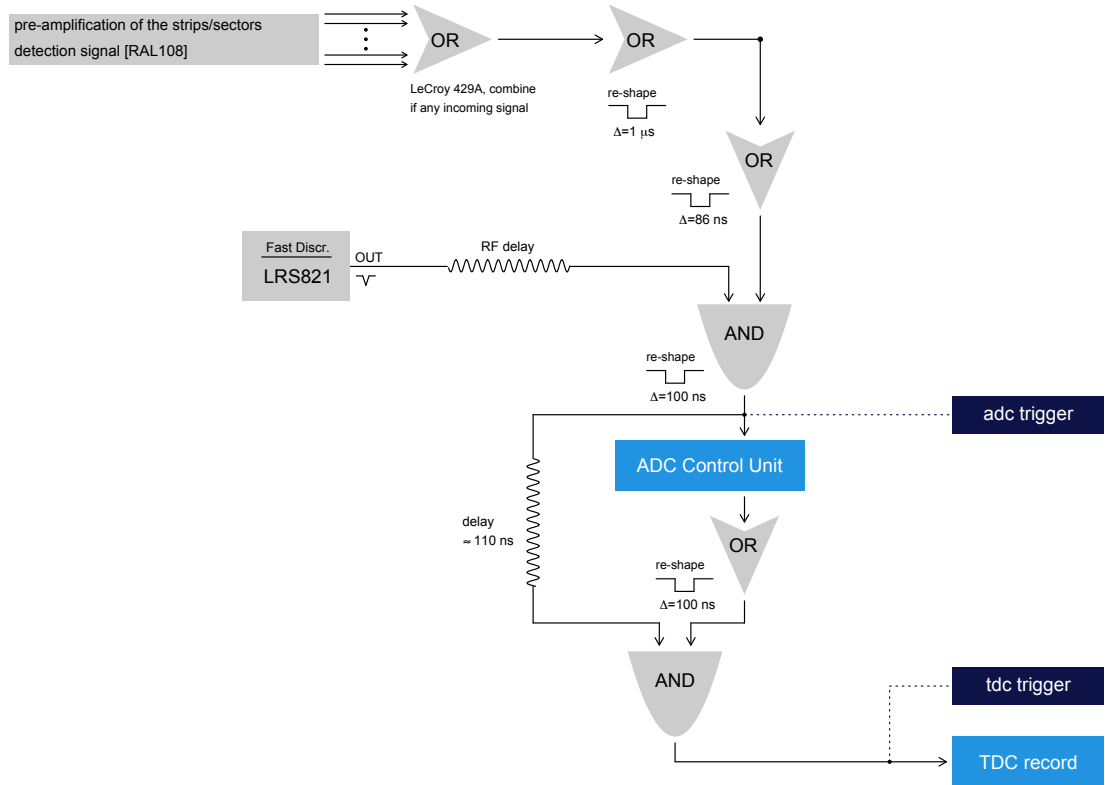 pre-amplification of the strips/sectors
detection signal [RAL108]
OR
OR
LeCroy 429A, combine
if any incoming signal
re-shape
Δ=1 μs
OR
re-shape
Δ=86 ns
Fast Discr.
LRS821
OUT
RF delay
AND
re-shape
Δ=100 ns
adc trigger
ADC Control Unit
delay
≈ 110 ns
OR
re-shape
Δ=100 ns
AND
tdc trigger
TDC record